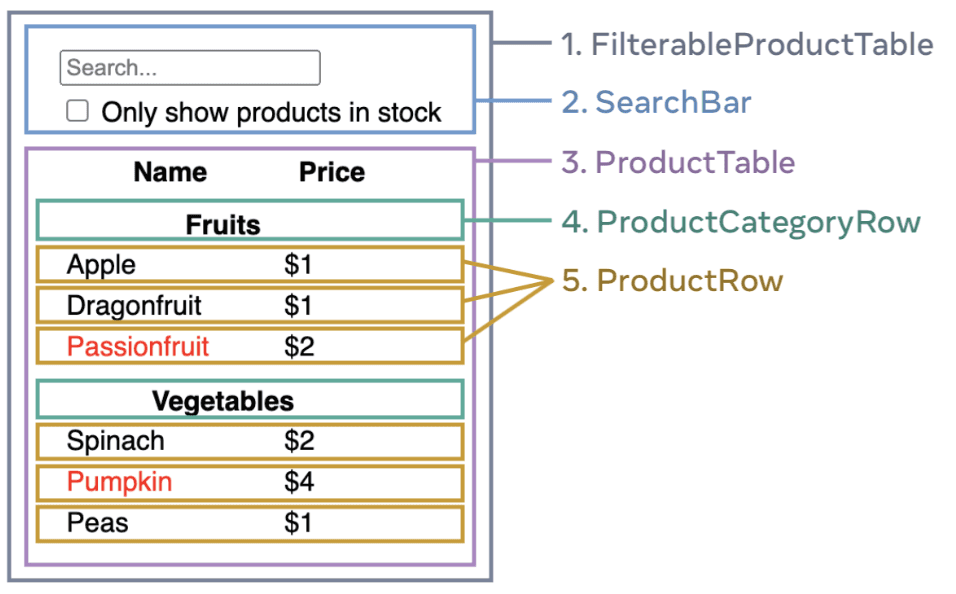 Search...
Only show products in stock
Name Price
Fruits
Apple $1
Dragonfruit $1
Passionfruit $2
Vegetables
Spinach $2
Pumpkin $4
Peas $1
1. FilterableProductTable
2. SearchBar
3. ProductTable
4. ProductCategoryRow
5. ProductRow